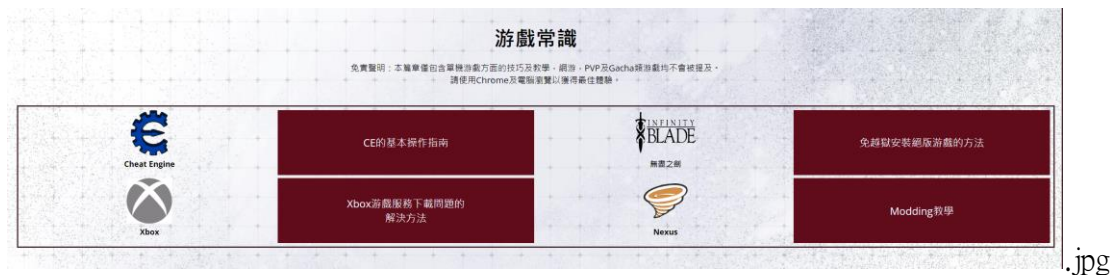 游戲常識
免責聲明：本篇章僅包含單機游戲方面的技巧及教學，網游、PVP及Gacha類游戲均不會被提及。
請使用Chrome及電腦瀏覽以獲得最佳體驗。
Cheat Engine
CE的基本操作指南
INFINITY
BLADE
無盡之劍
免越獄安裝絕版游戲的方法
Xbox
Xbox游戲服務下載問題的
解決方法
Nexus
Modding教學
.jpg